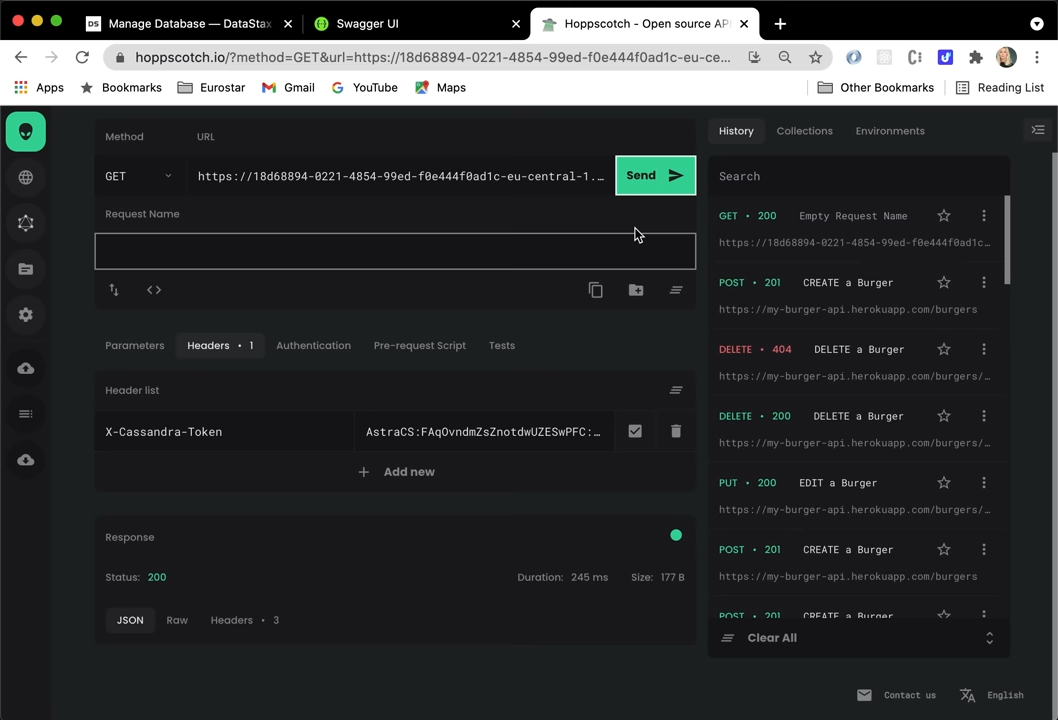 DS Manage Database — DataStax
Swagger UI
Hoppscotch - Open source AP
hoppscotch.io/?method=GET&url=https://18d68894-0221-4854-99ed-f0e444f0ad1c-eu-ce...
Apps
Bookmarks
Eurostar
Gmail
YouTube
Maps
Other Bookmarks
Reading List
Method
URL
GET
https://18d68894-0221-4854-99ed-f0e444f0ad1c-eu-central-1....
Send
Request Name
Parameters
Headers • 1
Authentication
Pre-request Script
Tests
Header list
X-Cassandra-Token
AstraCS:FAqOvndmZsZnotdwUZESwPFC:...
Add new
Response
Status: 200
Duration: 245 ms
Size: 177 B
JSON
Raw
Headers • 3
History
Collections
Environments
Search
GET • 200 Empty Request Name
https://18d68894-0221-4854-99ed-f0e444f0ad1c...
POST • 201 CREATE a Burger
https://my-burger-api.herokuapp.com/burgers
DELETE • 404 DELETE a Burger
https://my-burger-api.herokuapp.com/burgers/...
DELETE • 200 DELETE a Burger
https://my-burger-api.herokuapp.com/burgers/...
PUT • 200 EDIT a Burger
https://my-burger-api.herokuapp.com/burgers/...
POST • 201 CREATE a Burger
https://my-burger-api.herokuapp.com/burgers
POST • 201 CREATE a Burger
Clear All
Contact us
English